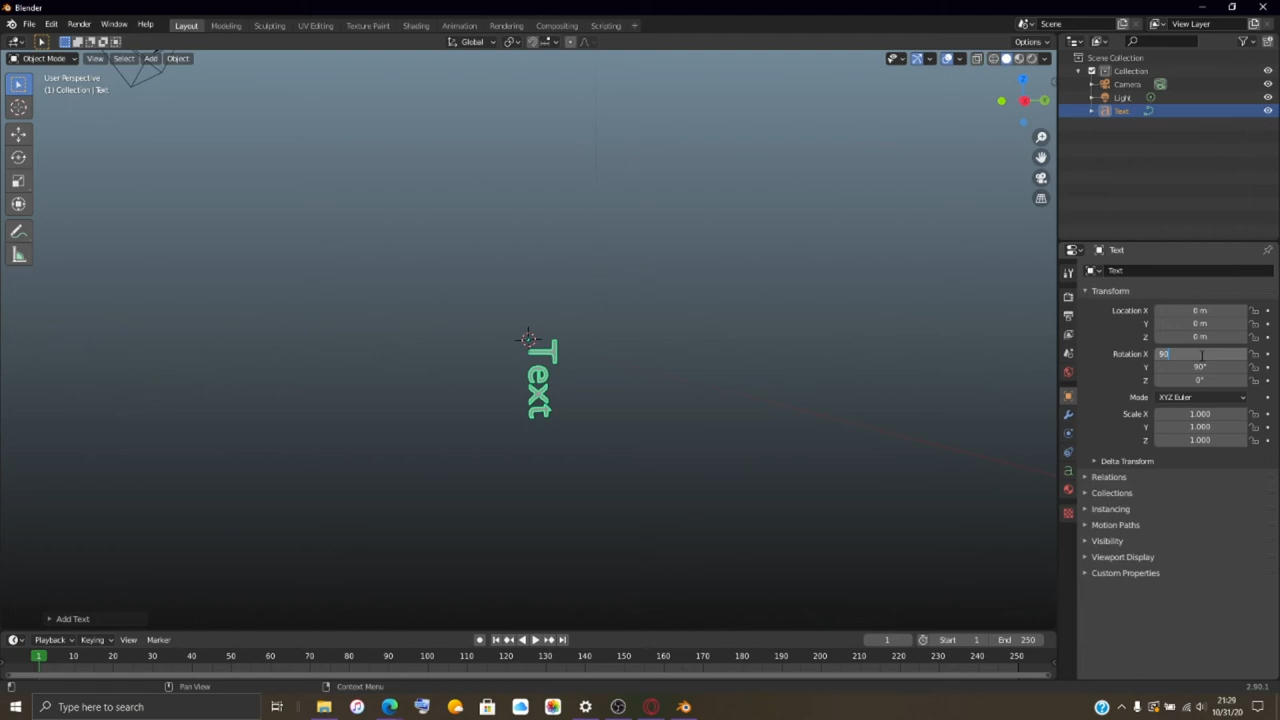 Blender
File Edit Render Window Help Layout Modeling Sculpting UV Editing Texture Paint Shading Animation Rendering Compositing Scripting + Scene View Layer
Global Options
Object Mode View Select Add Object
User Perspective
(1) Collection | Text
Scene Collection
Collection
Camera
Light
Text
Text
Text
Text
Transform
Location X 0 m
Y 0 m
Z 0 m
Rotation X 90
Y 90°
Z 0°
Mode XYZ Euler
Scale X 1.000
Y 1.000
Z 1.000
Delta Transform
Relations
Collections
Instancing
Motion Paths
Visibility
Viewport Display
Custom Properties
Add Text
Playback Keying View Marker 1 Start 1 End 250
1 10 20 30 40 50 60 70 80 90 100 110 120 130 140 150 160 170 180 190 200 210 220 230 240 250
Pan View Context Menu 2.90.1
Type here to search
21:29
10/31/20